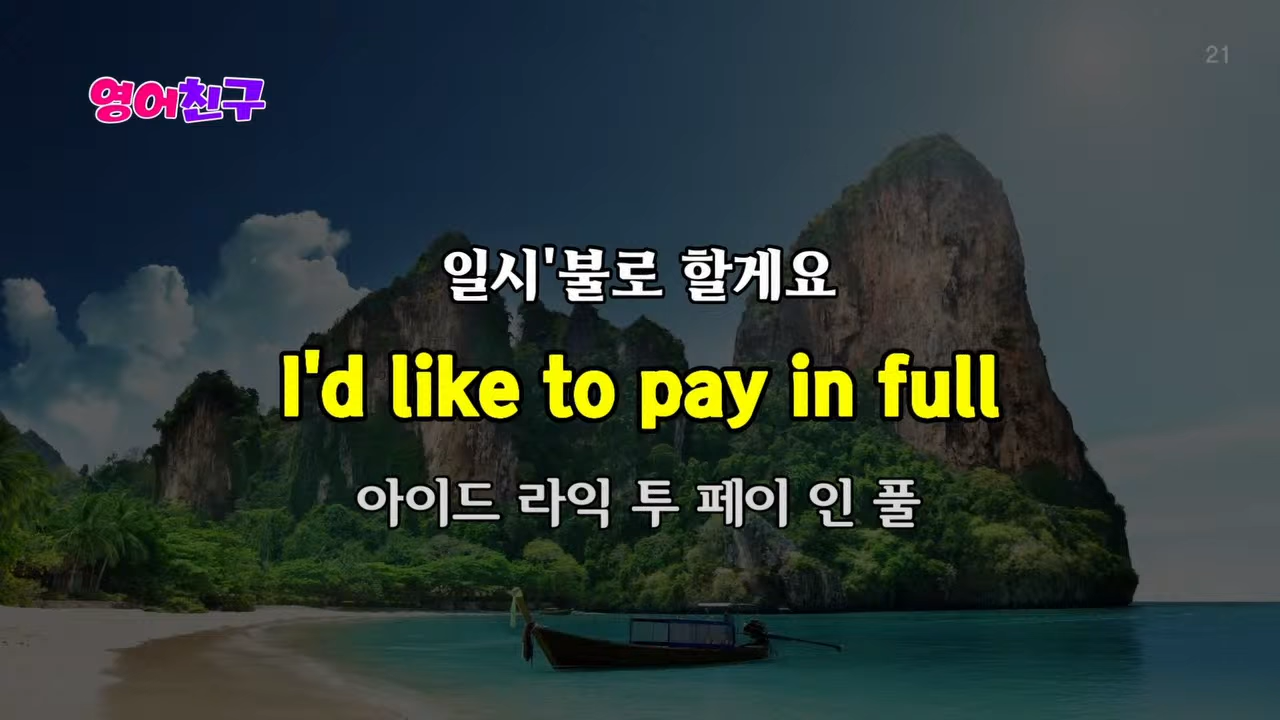 영어친구
21
일시'불로 할게요
I'd like to pay in full
아이드 라익 투 페이 인 풀